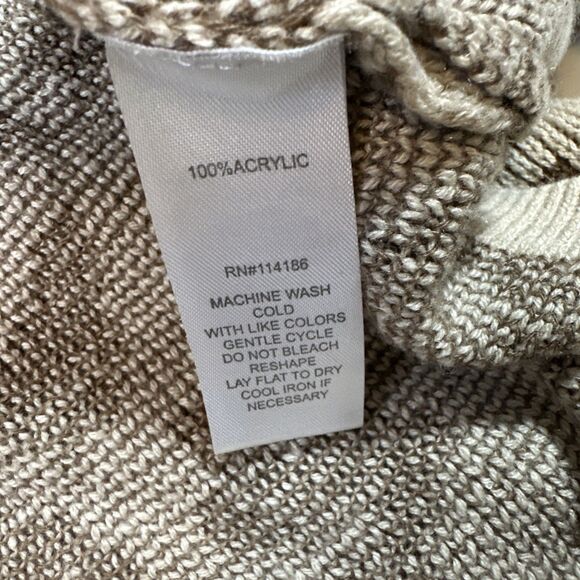 100%ACRYLIC
RN#114186
MACHINE WASH
COLD
WITH LIKE COLORS
GENTLE CYCLE
DO NOT BLEACH
RESHAPE
LAY FLAT TO DRY
COOL IRON IF
NECESSARY